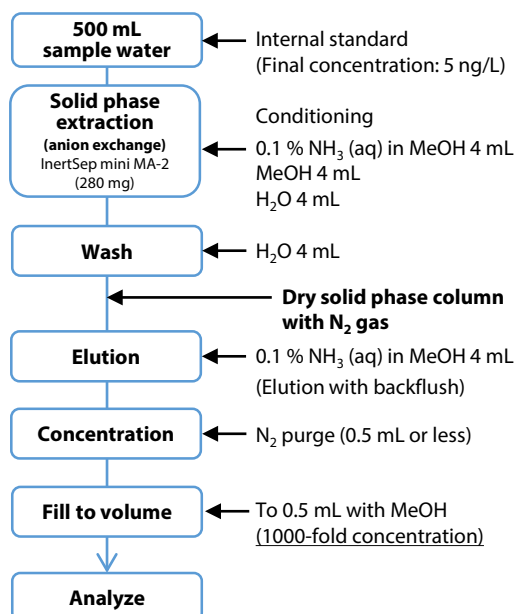 500 mL
sample water
Internal standard
(Final concentration: 5 ng/L)
Solid phase
extraction
(anion exchange)
InertSep mini MA-2
(280 mg)
Conditioning
0.1 % NH₃ (aq) in MeOH 4 mL
MeOH 4 mL
H₂O 4 mL
Wash
H₂O 4 mL
Dry solid phase column
with N₂ gas
Elution
0.1 % NH₃ (aq) in MeOH 4 mL
(Elution with backflush)
Concentration
N₂ purge (0.5 mL or less)
Fill to volume
To 0.5 mL with MeOH
(1000-fold concentration)
Analyze